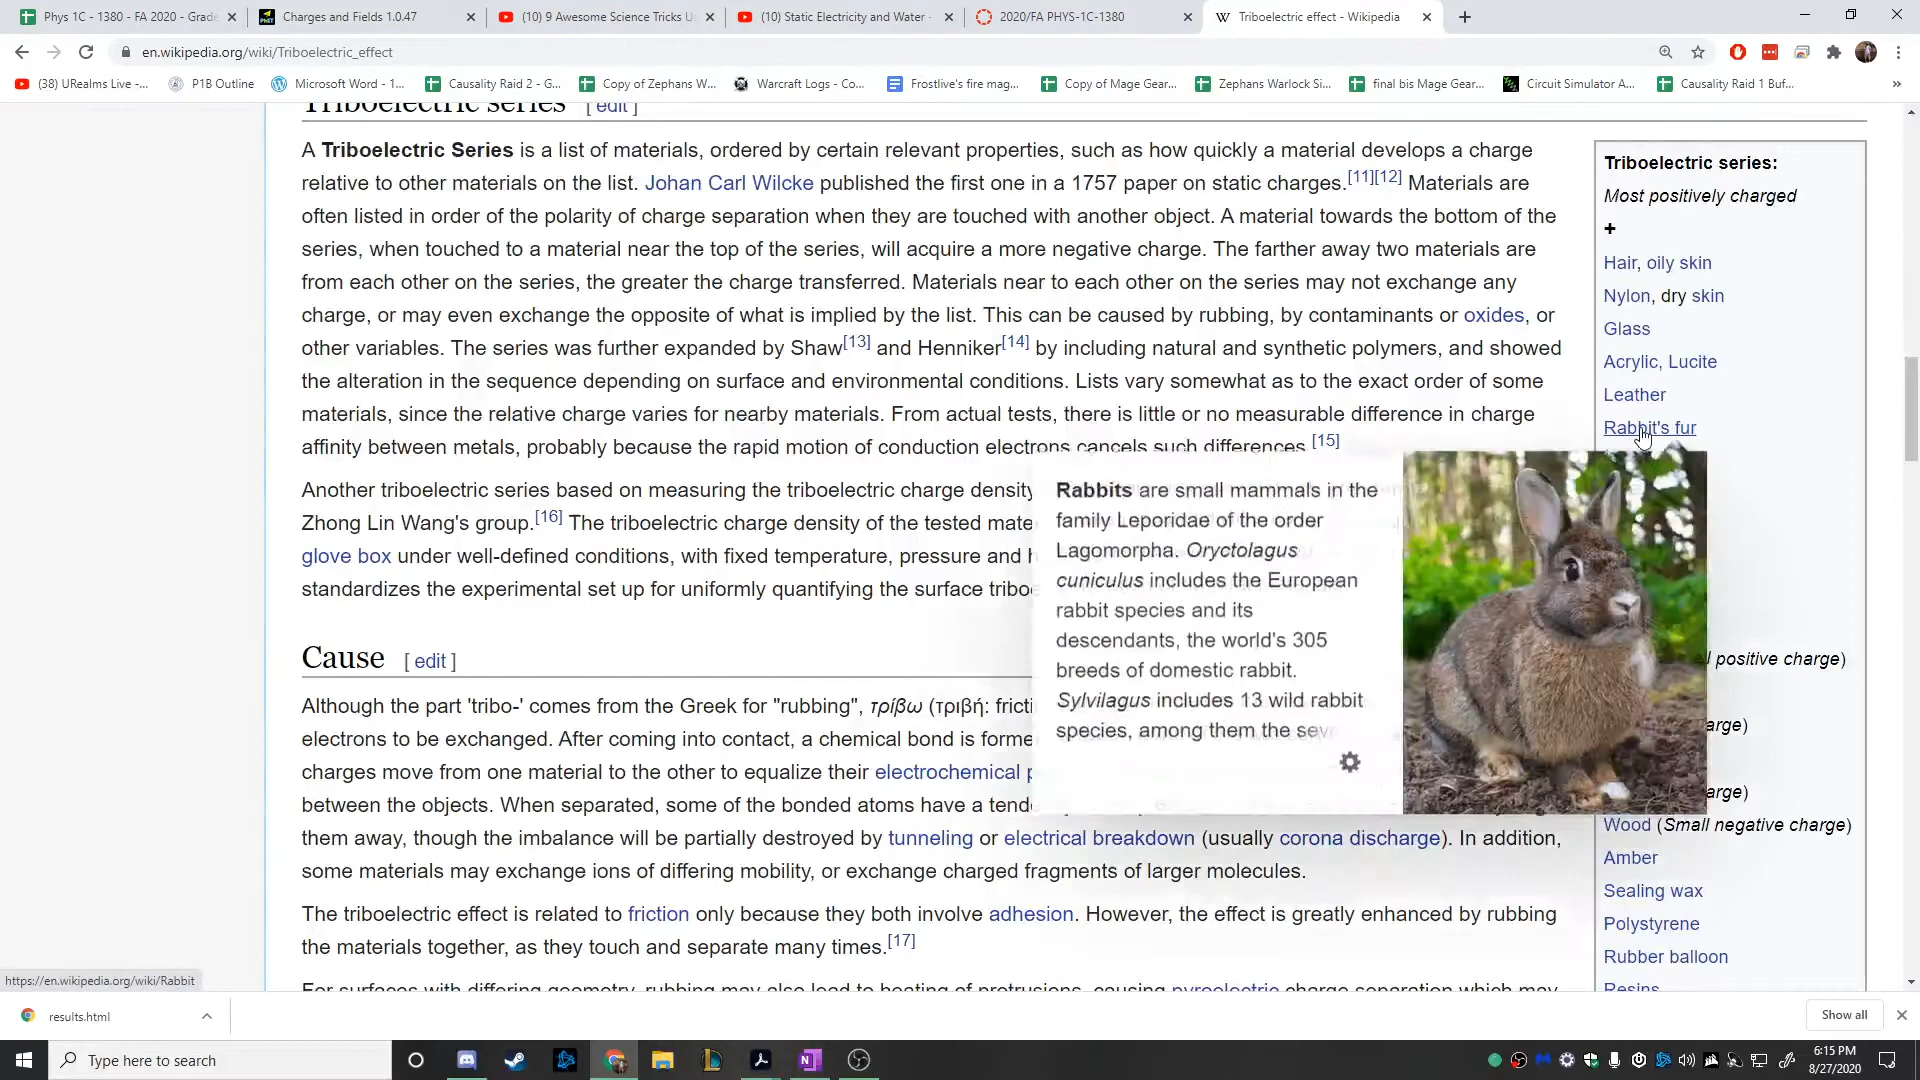 Phys 1C - 1380 - FA 2020 - Grade
Charges and Fields 1.0.47
(10) 9 Awesome Science Tricks U
(10) Static Electricity and Water -
2020/FA PHYS-1C-1380
Triboelectric effect - Wikipedia
en.wikipedia.org/wiki/Triboelectric_effect
(38) URealms Live -...
P1B Outline
Microsoft Word - 1...
Causality Raid 2 - G...
Copy of Zephans W...
Warcraft Logs - Co...
Frostlive's fire mag...
Copy of Mage Gear...
Zephans Warlock Si...
final bis Mage Gear...
Circuit Simulator A...
Causality Raid 1 Buf...
Triboelectric series [ edit ]
A Triboelectric Series is a list of materials, ordered by certain relevant properties, such as how quickly a material develops a charge
relative to other materials on the list. Johan Carl Wilcke published the first one in a 1757 paper on static charges.[11][12] Materials are
often listed in order of the polarity of charge separation when they are touched with another object. A material towards the bottom of the
series, when touched to a material near the top of the series, will acquire a more negative charge. The farther away two materials are
from each other on the series, the greater the charge transferred. Materials near to each other on the series may not exchange any
charge, or may even exchange the opposite of what is implied by the list. This can be caused by rubbing, by contaminants or oxides, or
other variables. The series was further expanded by Shaw[13] and Henniker[14] by including natural and synthetic polymers, and showed
the alteration in the sequence depending on surface and environmental conditions. Lists vary somewhat as to the exact order of some
materials, since the relative charge varies for nearby materials. From actual tests, there is little or no measurable difference in charge
affinity between metals, probably because the rapid motion of conduction electrons cancels such differences.[15]
Another triboelectric series based on measuring the triboelectric charge density
Zhong Lin Wang's group.[16] The triboelectric charge density of the tested mate
glove box under well-defined conditions, with fixed temperature, pressure and h
standardizes the experimental set up for uniformly quantifying the surface triboe
Cause [ edit ]
Although the part 'tribo-' comes from the Greek for "rubbing", τρίβω (τριβή: fricti
electrons to be exchanged. After coming into contact, a chemical bond is forme
charges move from one material to the other to equalize their electrochemical p
between the objects. When separated, some of the bonded atoms have a tende
them away, though the imbalance will be partially destroyed by tunneling or electrical breakdown (usually corona discharge). In addition,
some materials may exchange ions of differing mobility, or exchange charged fragments of larger molecules.
The triboelectric effect is related to friction only because they both involve adhesion. However, the effect is greatly enhanced by rubbing
the materials together, as they touch and separate many times.[17]
For surfaces with differing geometry, rubbing may also lead to heating of protrusions, causing pyroelectric charge separation which may
Rabbits are small mammals in the
family Leporidae of the order
Lagomorpha. Oryctolagus
cuniculus includes the European
rabbit species and its
descendants, the world's 305
breeds of domestic rabbit.
Sylvilagus includes 13 wild rabbit
species, among them the sev
Triboelectric series:
Most positively charged
+
Hair, oily skin
Nylon, dry skin
Glass
Acrylic, Lucite
Leather
Rabbit's fur
l positive charge)
arge)
arge)
Wood (Small negative charge)
Amber
Sealing wax
Polystyrene
Rubber balloon
Resins
https://en.wikipedia.org/wiki/Rabbit
results.html
Show all
Type here to search
6:15 PM
8/27/2020